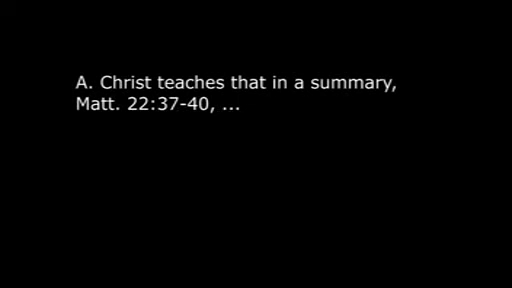 A. Christ teaches that in a summary,
Matt. 22:37-40, ...